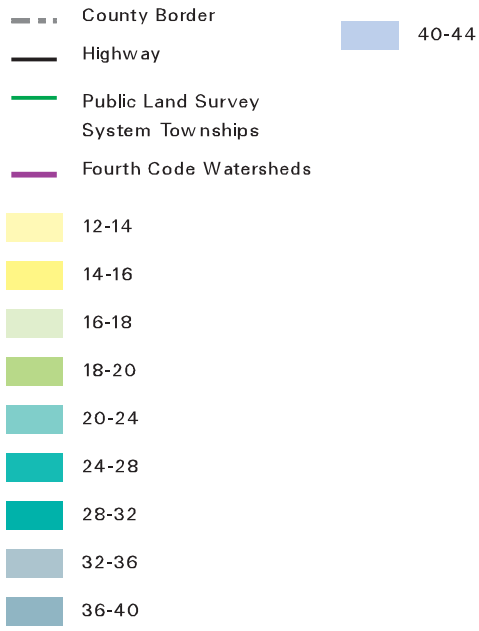 County Border
Highway
Public Land Survey
System Townships
Fourth Code Watersheds
12-14
14-16
16-18
18-20
20-24
24-28
28-32
32-36
36-40
40-44